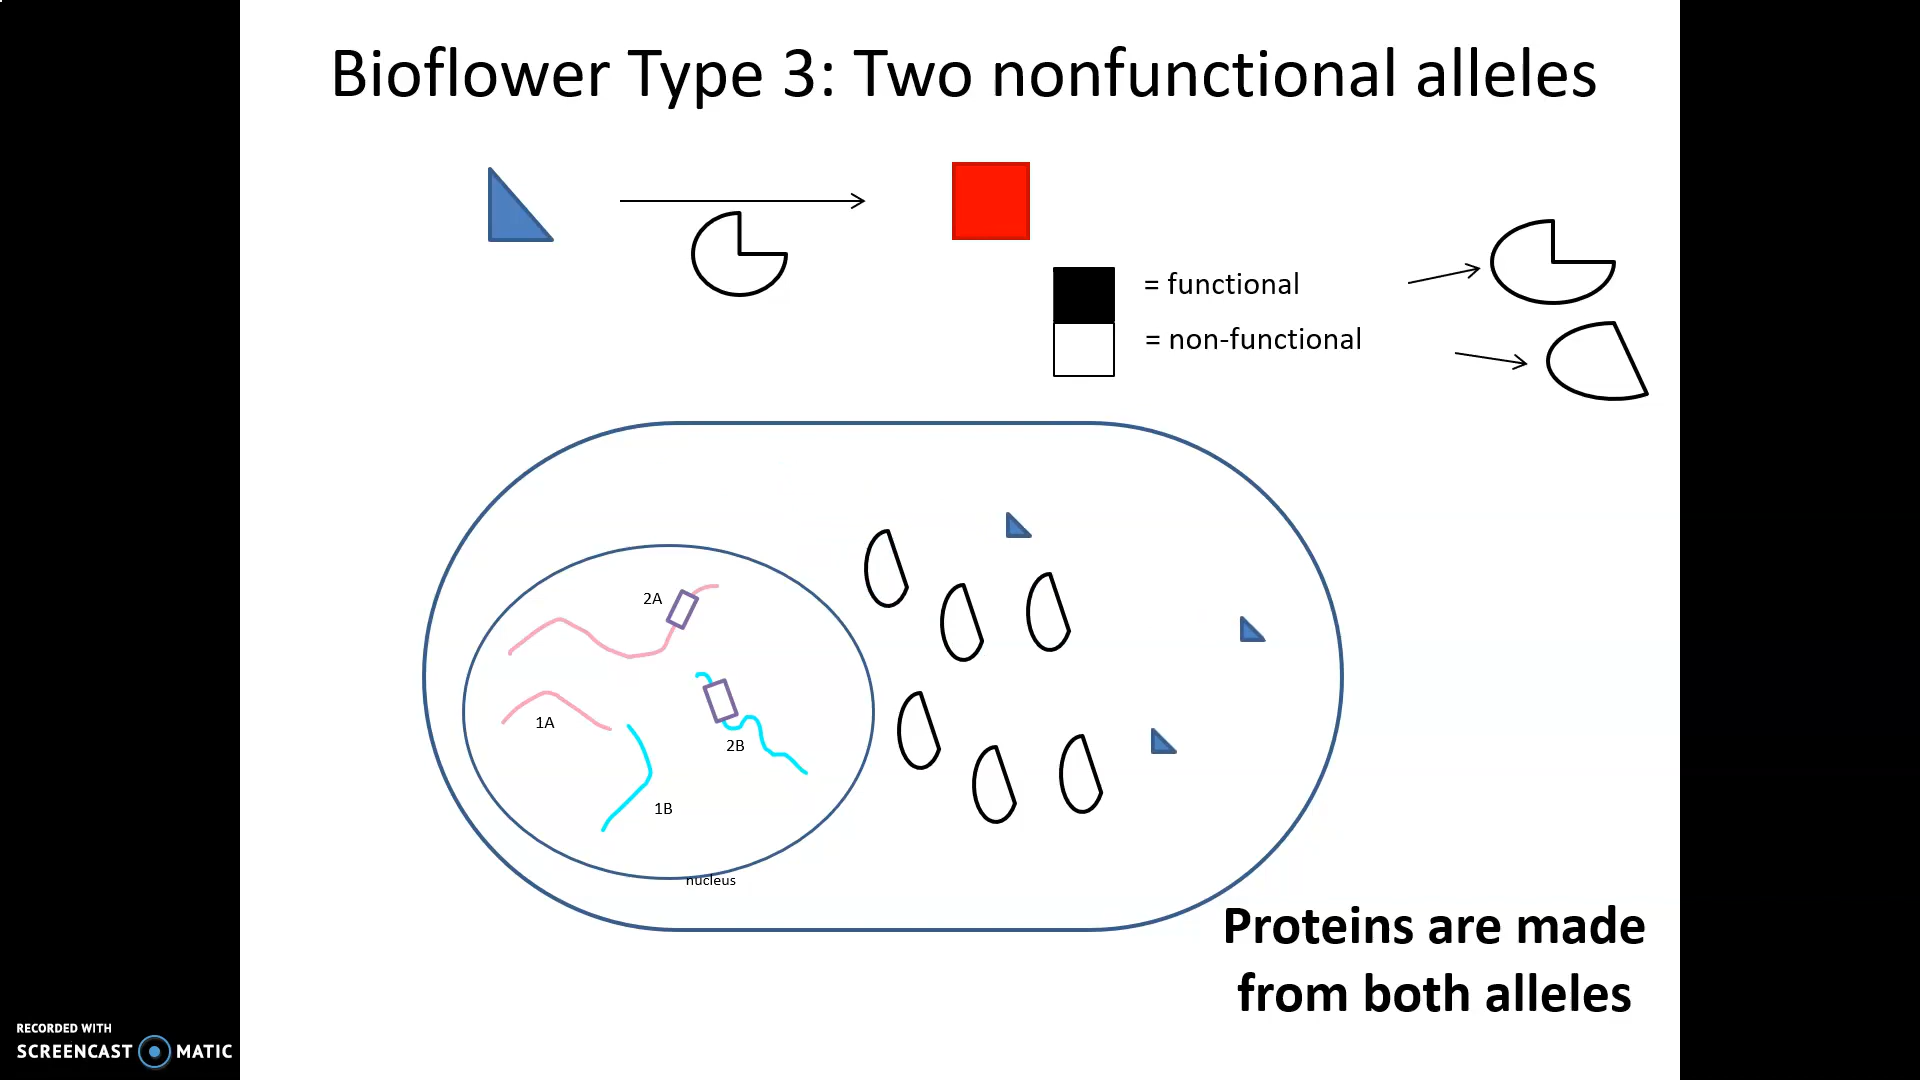 Bioflower Type 3: Two nonfunctional alleles
= functional
= non-functional
2A
1A
2B
1B
nucleus
Proteins are made
from both alleles
RECORDED WITH
SCREENCAST MATIC